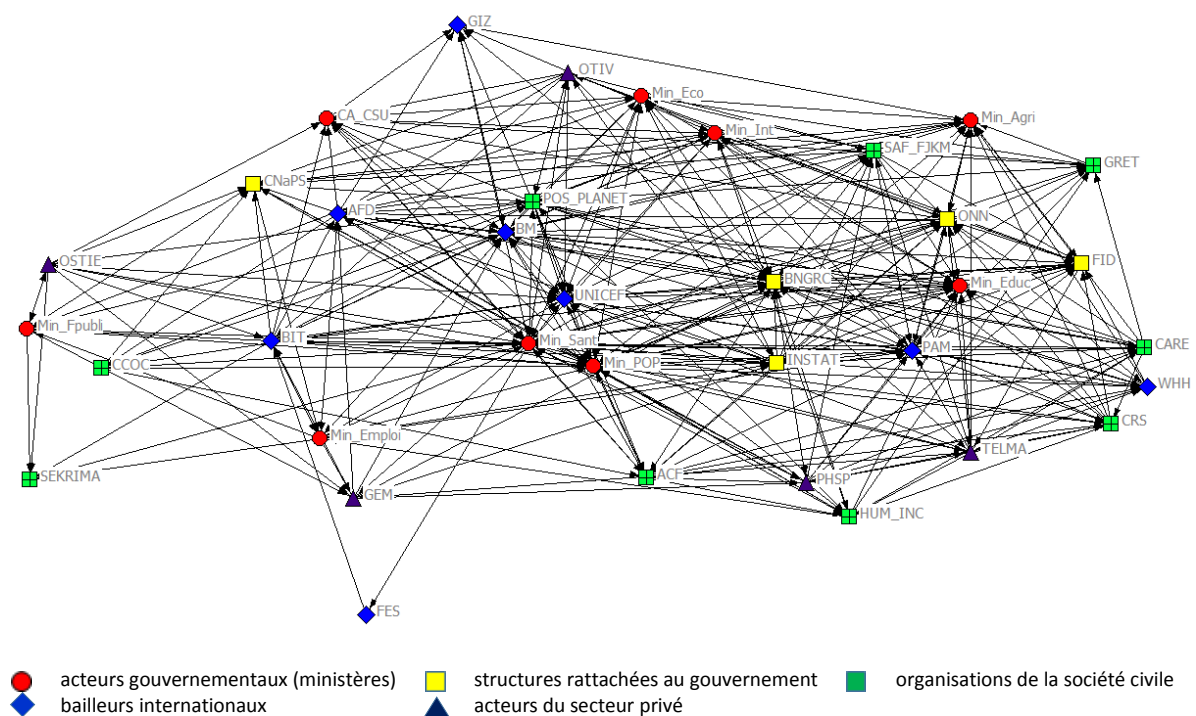 GIZ
OTIV
Min_Eco
CA_CSU
Min_Int
Min_Agri
SAF_FJKM
GRET
CNaPS
POS_PLANET
AFD
ONN
BM
OSTIE
FID
BNGRC
Min_Educ
UNICEF
Min_Fpubli
BIT
Min_Sant
CARE
PAM
CCOC
Min_POP
INSTAT
WHH
CRS
Min_Emploi
TELMA
SEKRIMA
ACF
PHSP
GEM
HUM_INC
FES
acteurs gouvernementaux (ministères)
structures rattachées au gouvernement
organisations de la société civile
bailleurs internationaux
acteurs du secteur privé